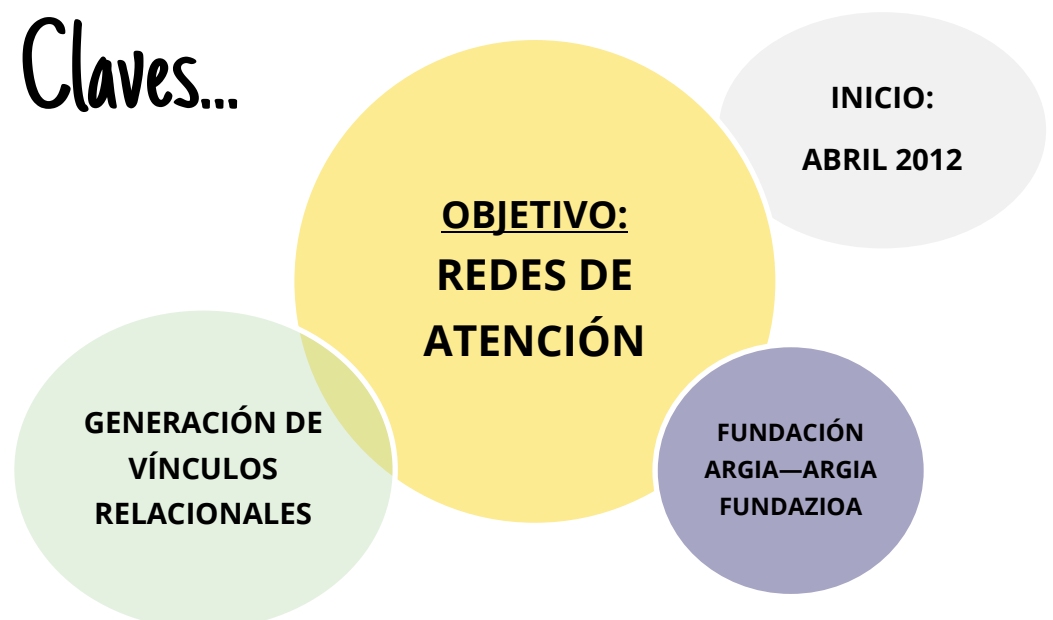 Claves...
INICIO:
ABRIL 2012
OBJETIVO:
REDES DE
ATENCIÓN
GENERACIÓN DE
VÍNCULOS
RELACIONALES
FUNDACIÓN
ARGIA—ARGIA
FUNDAZIOA